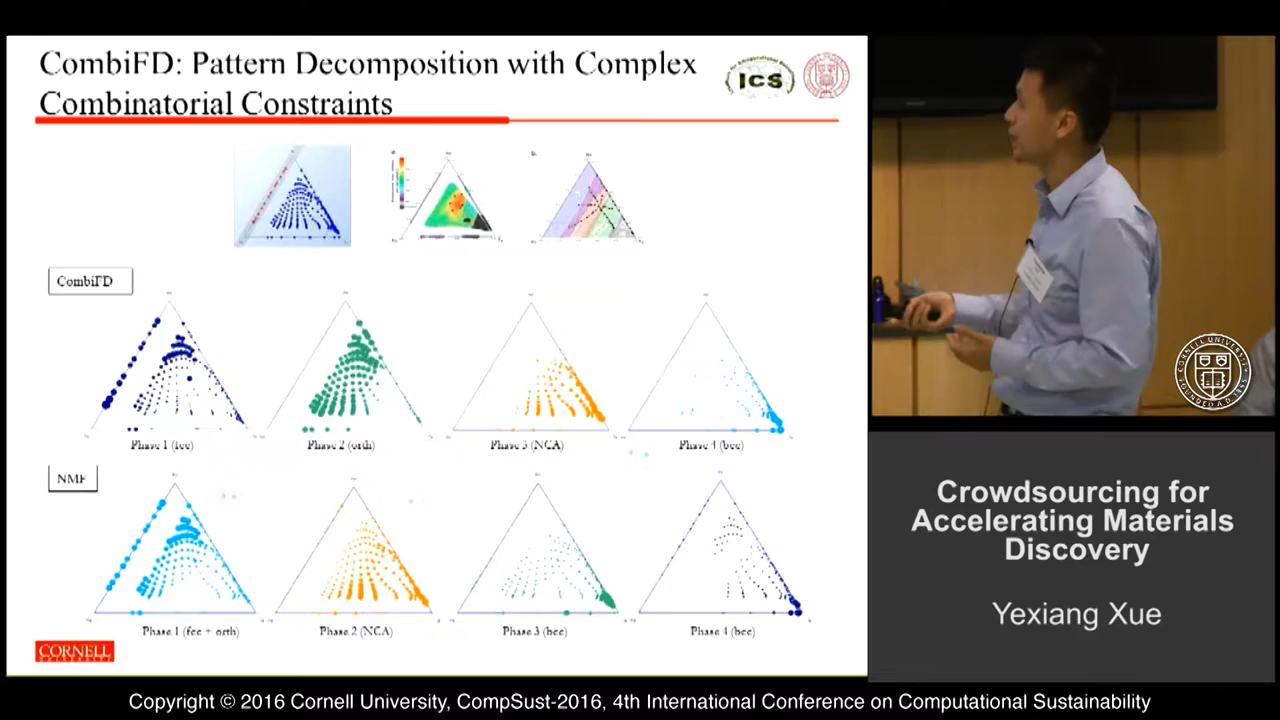 CombiFD: Pattern Decomposition with Complex
Combinatorial Constraints
ICS
CombiFD
Phase 1 (fcc)
Phase 2 (orth)
Phase 3 (NCA)
Phase 4 (bcc)
NMF
Phase 1 (fcc + orth)
Phase 2 (NCA)
Phase 3 (bcc)
Phase 4 (bcc)
CORNELL
Crowdsourcing for
Accelerating Materials
Discovery
Yexiang Xue
Copyright © 2016 Cornell University, CompSust-2016, 4th International Conference on Computational Sustainability